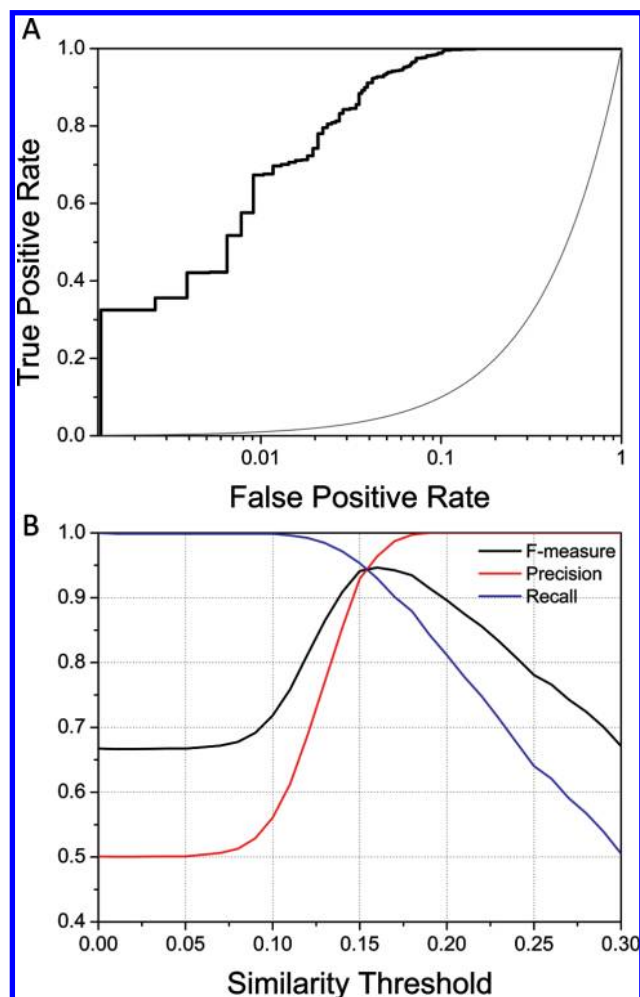 A
1.0
0.8
0.6
0.4
0.2
0.0
True Positive Rate
0.01
0.1
1
False Positive Rate
B
1.0
0.9
0.8
0.7
0.6
0.5
0.4
F-measure
Precision
Recall
0.00
0.05
0.10
0.15
0.20
0.25
0.30
Similarity Threshold